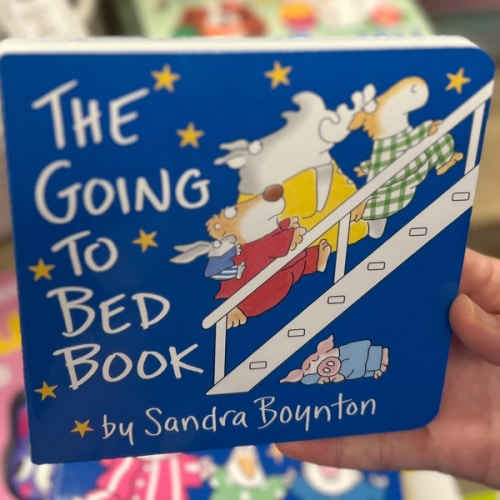 THE
GOING
TO
BED
BOOK
by Sandra Boynton